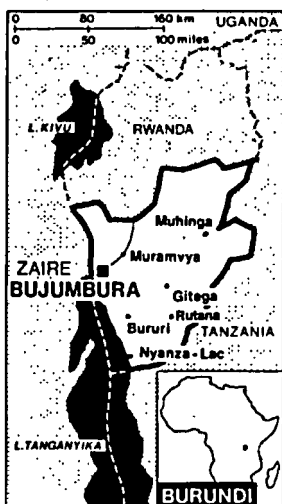 0 80 160 km
0 50 100 miles
UGANDA
L.KIVU
RWANDA
Muhinga
Muramvya
ZAIRE
BUJUMBURA
Gitega
Rutana
Bururi
TANZANIA
Nyanza-Lac
L.TANGANYIKA
BURUNDI